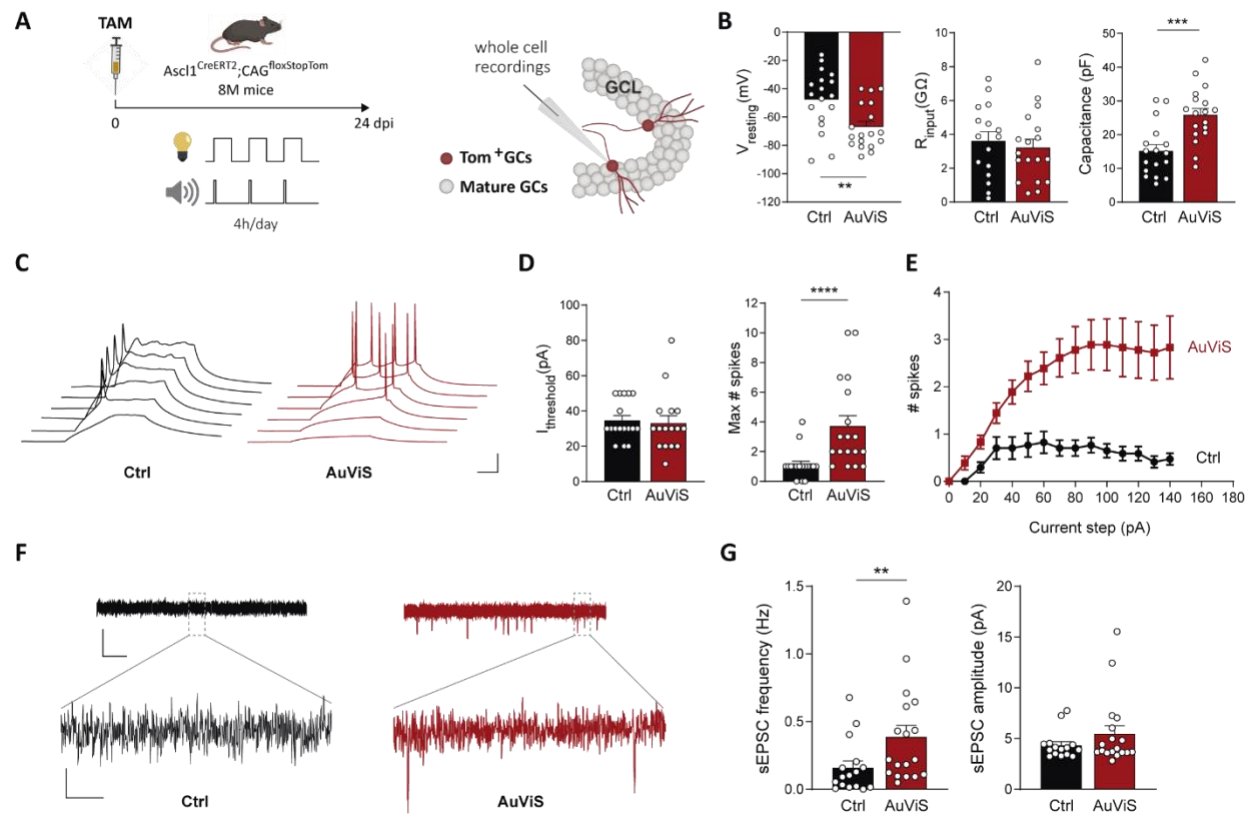 A
TAM
Ascl1CreERT2;CAGfloxStopTom
8M mice
0
24 dpi
4h/day
whole cell
recordings
GCL
Tom+GCs
Mature GCs
B
Vresting(mV)
0
-20
-40
-60
-80
-100
-120
**
Ctrl
AuViS
Rinput(GΩ)
10
8
6
4
2
0
Ctrl
AuViS
Capacitance (pF)
***
50
40
30
20
10
0
Ctrl
AuViS
C
Ctrl
AuViS
D
Ithreshold(pA)
100
80
60
40
20
0
Ctrl
AuViS
Max # spikes
****
12
10
8
6
4
2
0
Ctrl
AuViS
E
# spikes
4
3
2
1
0
AuViS
Ctrl
0 20 40 60 80 100 120 140 160 180
Current step (pA)
F
Ctrl
AuViS
G
sEPSC frequency (Hz)
**
1.5
1.0
0.5
0.0
Ctrl
AuViS
sEPSC amplitude (pA)
20
15
10
5
0
Ctrl
AuViS